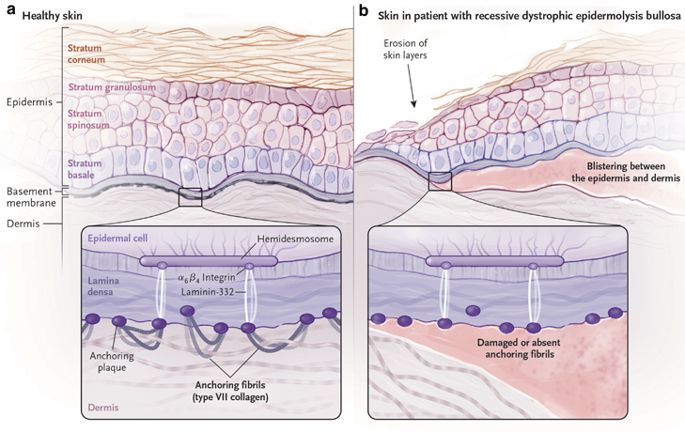 a Healthy skin
Stratum
corneum
Stratum granulosum
Epidermis
Stratum
spinosum
Stratum
basale
Basement
membrane
Dermis
Epidermal cell
Hemidesmosome
α6β4 Integrin
Laminin-332
Lamina
densa
Anchoring
plaque
Anchoring fibrils
(type VII collagen)
Dermis
b Skin in patient with recessive dystrophic epidermolysis bullosa
Erosion of
skin layers
Blistering between
the epidermis and dermis
Damaged or absent
anchoring fibrils